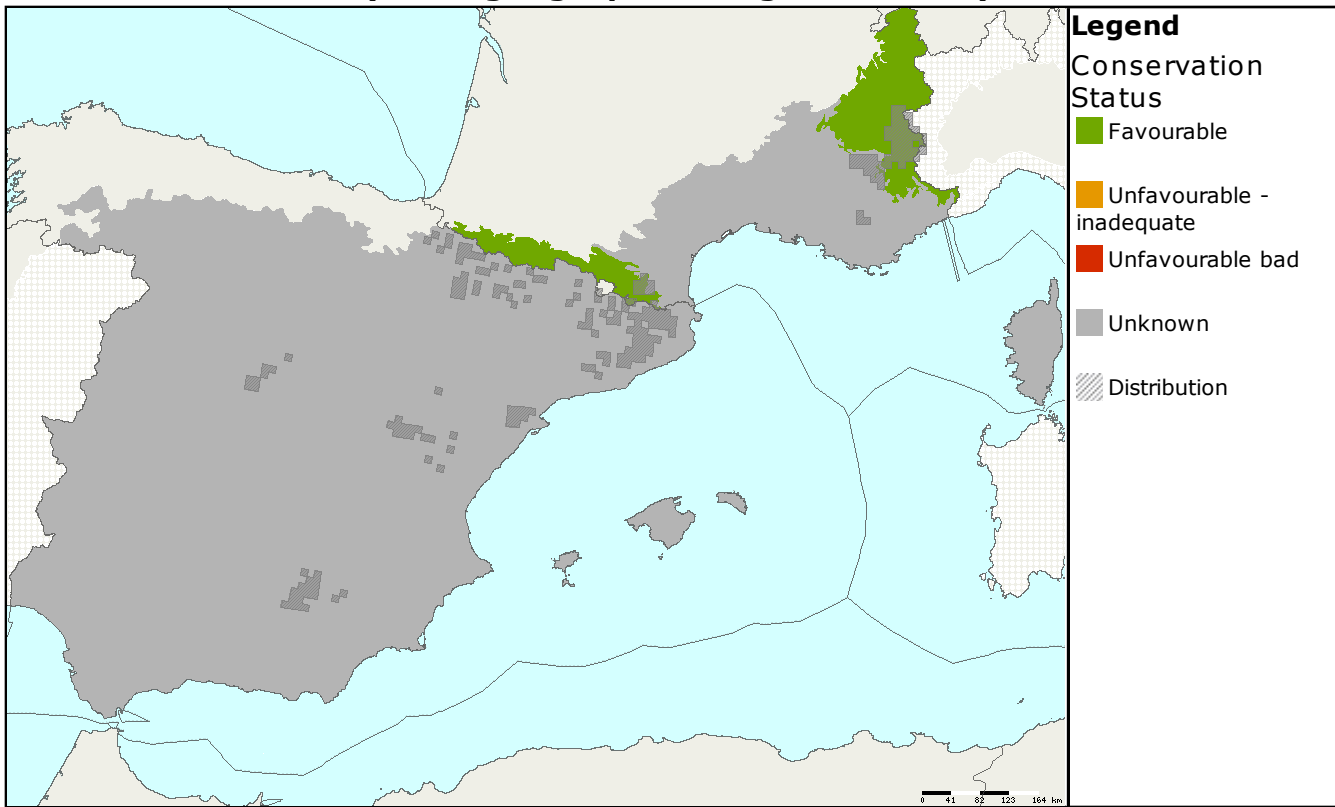 Legend
Conservation
Status
Favourable
Unfavourable -
inadequate
Unfavourable bad
Unknown
Distribution
0 41 82 123 164 km